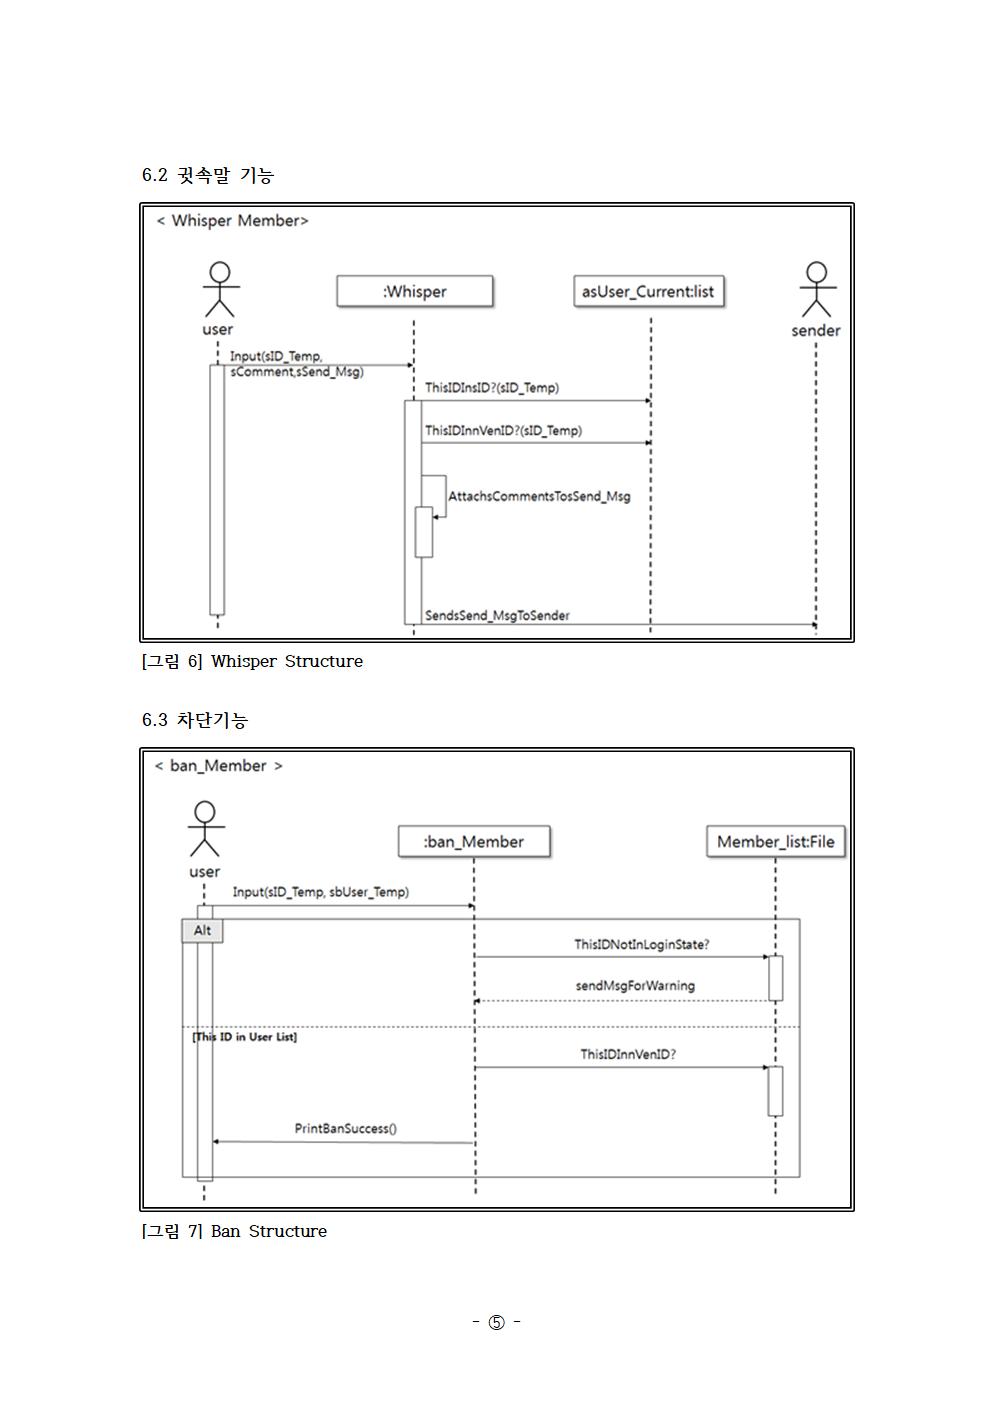 6.2 귓속말 기능
< Whisper Member>
:Whisper
asUser_Current:list
user
sender
Input(sID_Temp,
sComment,sSend_Msg)
ThisIDInsID?(sID_Temp)
ThisIDInnVenID?(sID_Temp)
AttachsCommentsTosSend_Msg
SendsSend_MsgToSender
[그림 6] Whisper Structure
6.3 차단기능
< ban_Member >
:ban_Member
Member_list:File
user
Input(sID_Temp, sbUser_Temp)
Alt
ThisIDNotInLoginState?
sendMsgForWarning
[This ID in User List]
ThisIDInnVenID?
PrintBanSuccess()
[그림 7] Ban Structure
- ⑤ -